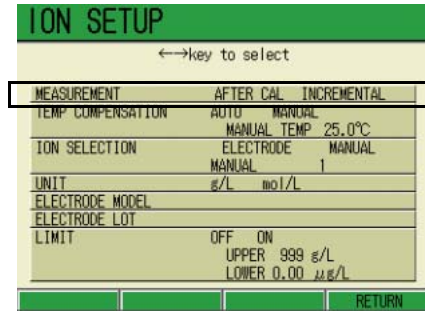 ION SETUP
←→key to select
MEASUREMENT AFTER CAL INCREMENTAL
TEMP COMPENSATION AUTO MANUAL
MANUAL TEMP 25.0°C
ION SELECTION ELECTRODE MANUAL
MANUAL 1
UNIT g/L mol/L
ELECTRODE MODEL
ELECTRODE LOT
LIMIT OFF ON
UPPER 999 g/L
LOWER 0.00 μg/L
RETURN